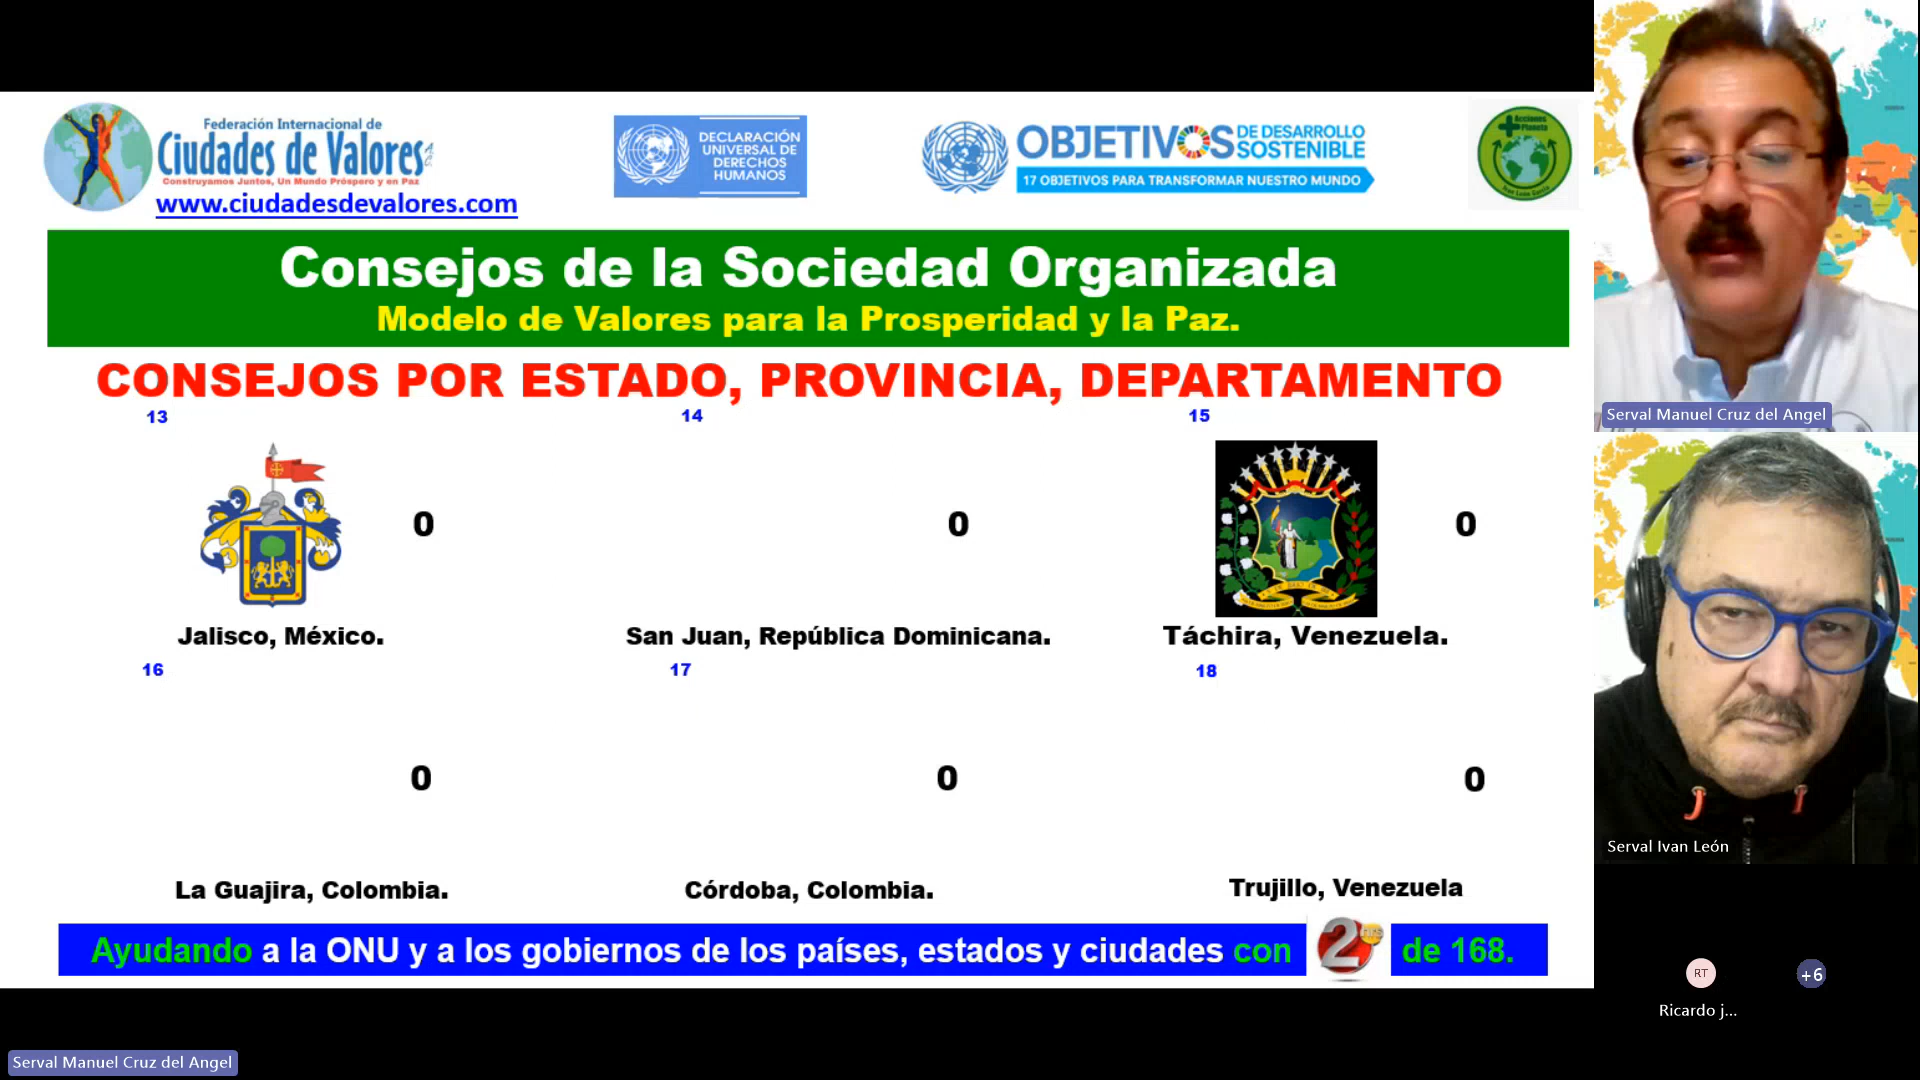 Federación Internacional de
Ciudades de Valores
Construyamos Juntos, Un Mundo Próspero y en Paz
www.ciudadesdevalores.com
DECLARACIÓN
UNIVERSAL DE
DERECHOS
HUMANOS
OBJETIVOS DE DESARROLLO SOSTENIBLE
17 OBJETIVOS PARA TRANSFORMAR NUESTRO MUNDO
Acciones
Planeta
Consejos de la Sociedad Organizada
Modelo de Valores para la Prosperidad y la Paz.
CONSEJOS POR ESTADO, PROVINCIA, DEPARTAMENTO
13 14 15
0 0 0
Jalisco, México. San Juan, República Dominicana. Táchira, Venezuela.
16 17 18
0 0 0
La Guajira, Colombia. Córdoba, Colombia. Trujillo, Venezuela
Ayudando a la ONU y a los gobiernos de los países, estados y ciudades con 2 de 168.
Serval Manuel Cruz del Angel
Serval Ivan León
RT
+6
Ricardo j...
Serval Manuel Cruz del Angel